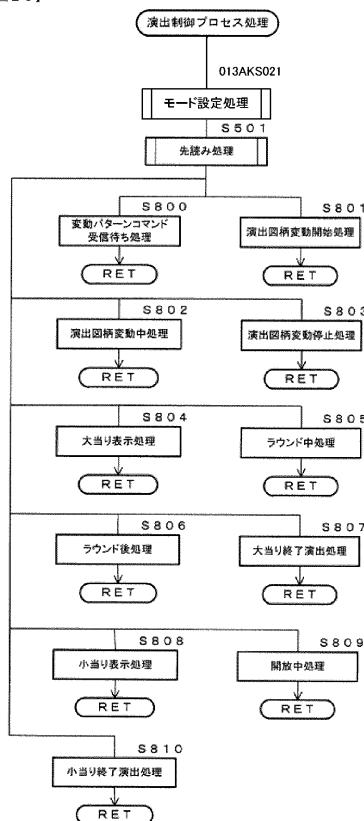 演出制御プロセス処理
013AKS021
モード設定処理
S501
先読み処理
S800
変動パターンコマンド
受信待ち処理
RET
S801
演出図柄変動開始処理
RET
S802
演出図柄変動中処理
RET
S803
演出図柄変動停止処理
RET
S804
大当り表示処理
RET
S805
ラウンド中処理
RET
S806
ラウンド後処理
RET
S807
大当り終了演出処理
RET
S808
小当り表示処理
RET
S809
開放中処理
RET
S810
小当り終了演出処理
RET